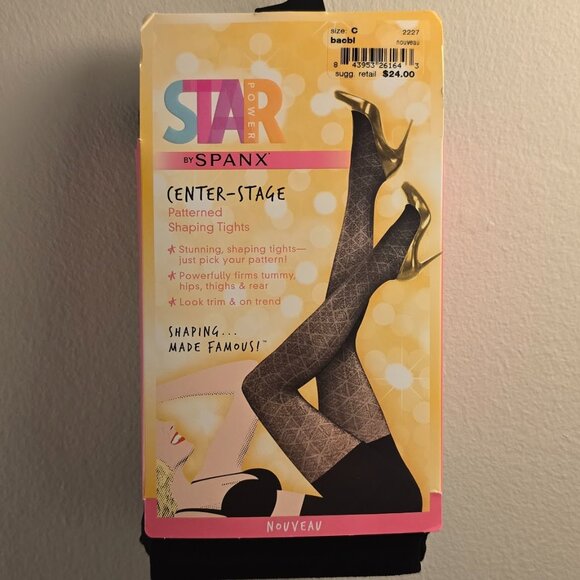 size: C 2227
bacbl nouveau
8 43953 26164 3
sugg. retail $24.00
STAR
POWER
BY SPANX®
CENTER-STAGE
Patterned
Shaping Tights
* Stunning, shaping tights—
just pick your pattern!
* Powerfully firms tummy,
hips, thighs & rear
* Look trim & on trend
SHAPING...
MADE FAMOUS!™
NOUVEAU